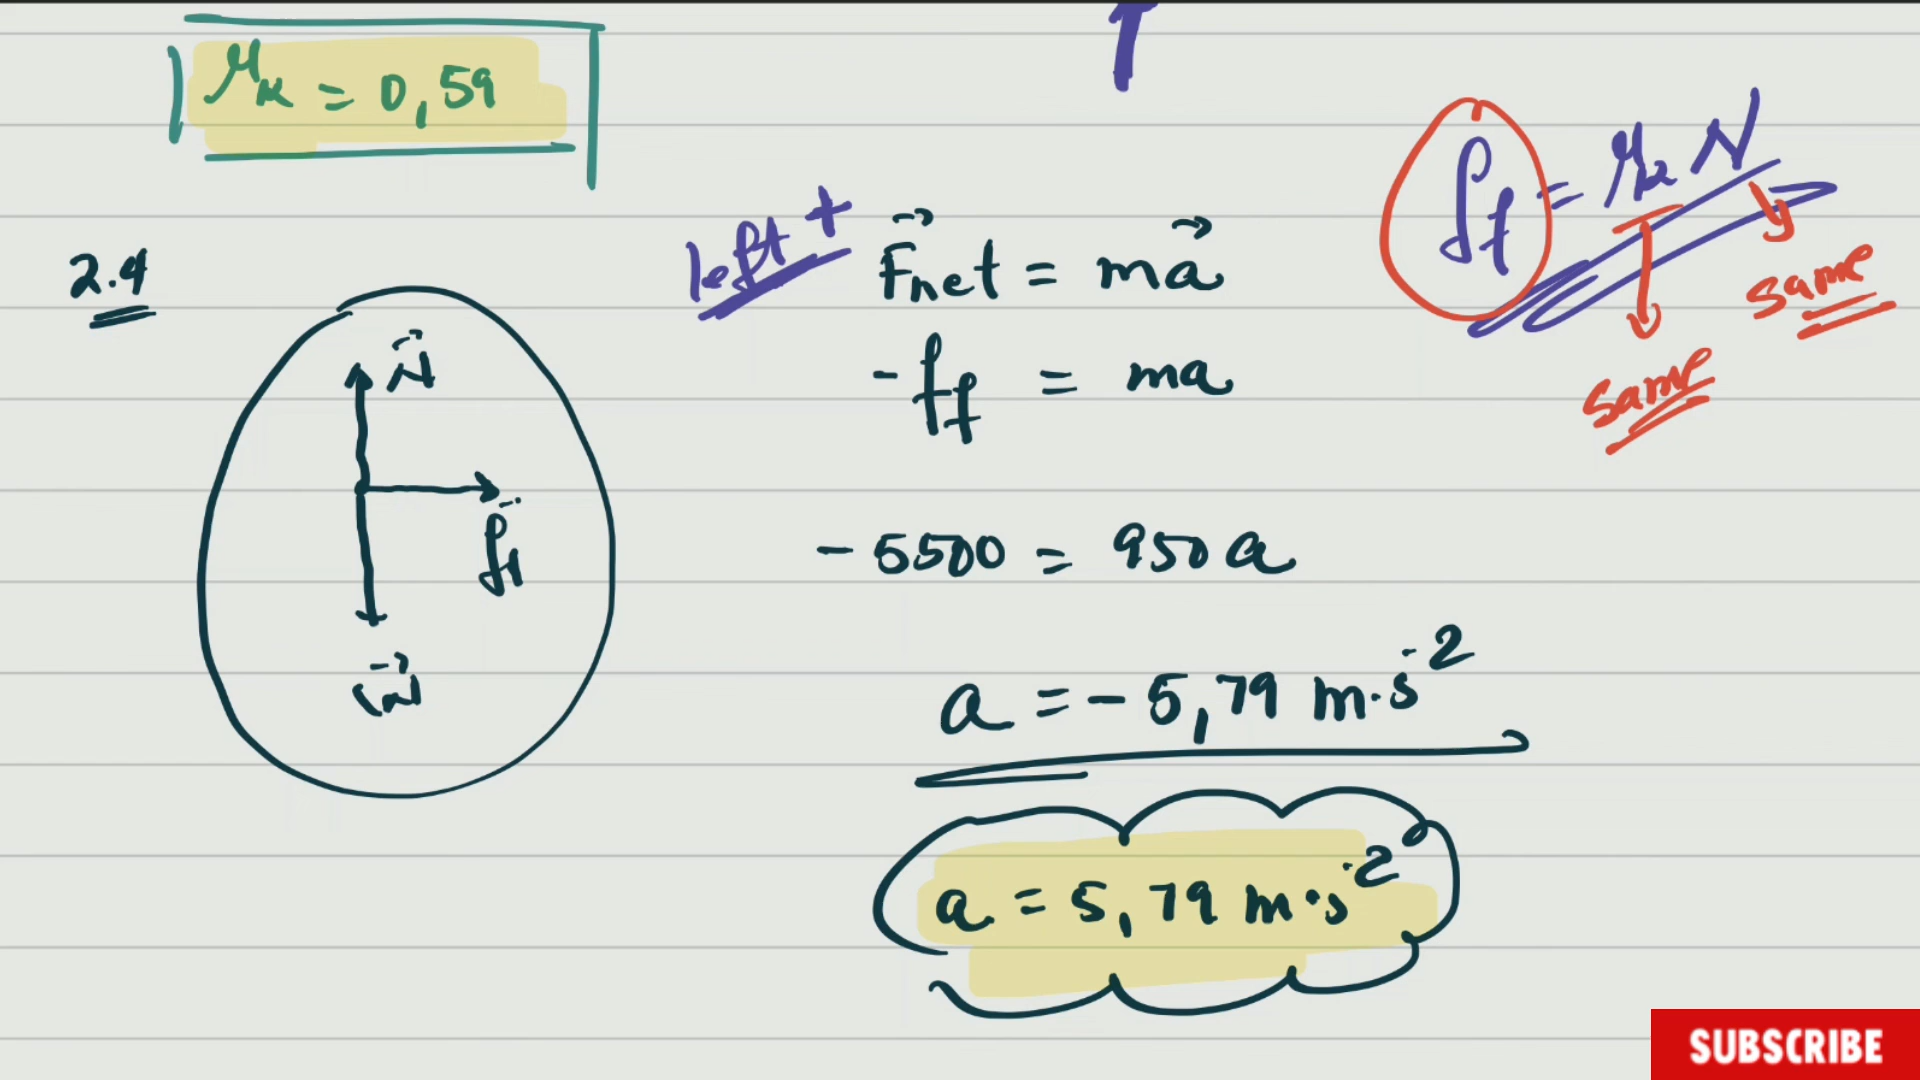 μk = 0,59
ff = μk N
same
same
2.4
left +
F⃗net = ma⃗
-ff = ma
N⃗
ff
w⃗
- 5500 = 950 a
a = - 5,79 m·s⁻²
a = 5,79 m·s⁻²
SUBSCRIBE